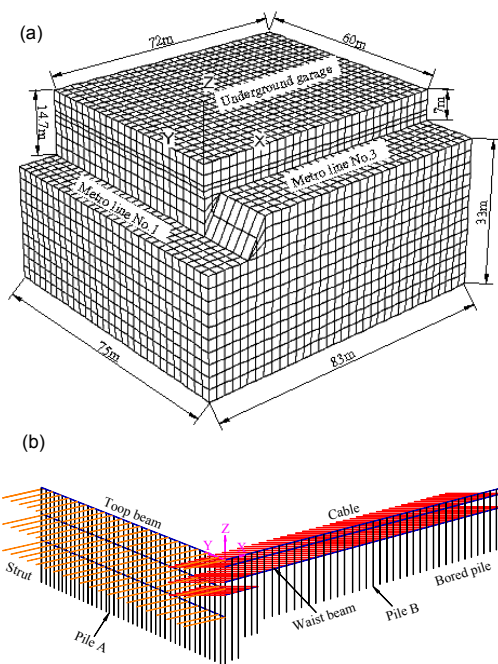 (a)
72m
60m
Z
Underground garage
14.7m
7m
Y
X
Metro line No.3
Metro line No.1
33m
75m
83m
(b)
Toop beam
Cable
Z
Y
X
Strut
Bored pile
Waist beam
Pile B
Pile A